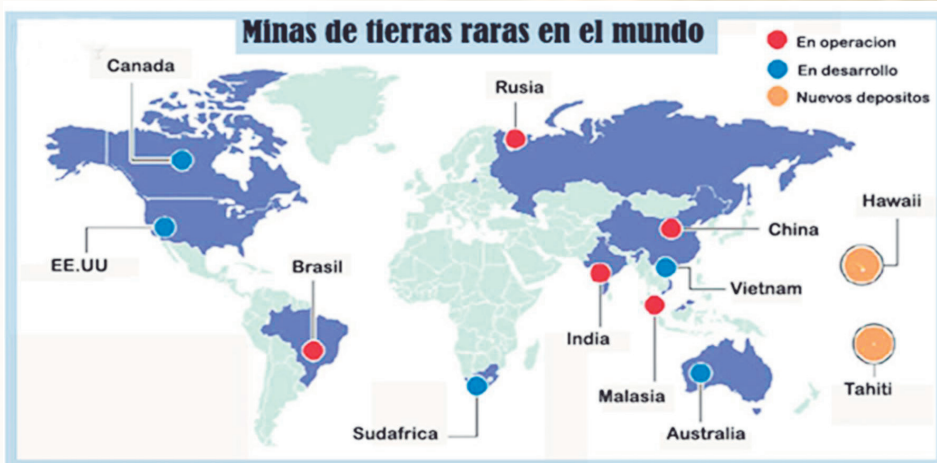 Minas de tierras raras en el mundo
En operacion
En desarrollo
Nuevos depositos
Canada
Rusia
Hawaii
China
EE.UU
Brasil
Vietnam
India
Malasia
Tahiti
Sudafrica
Australia